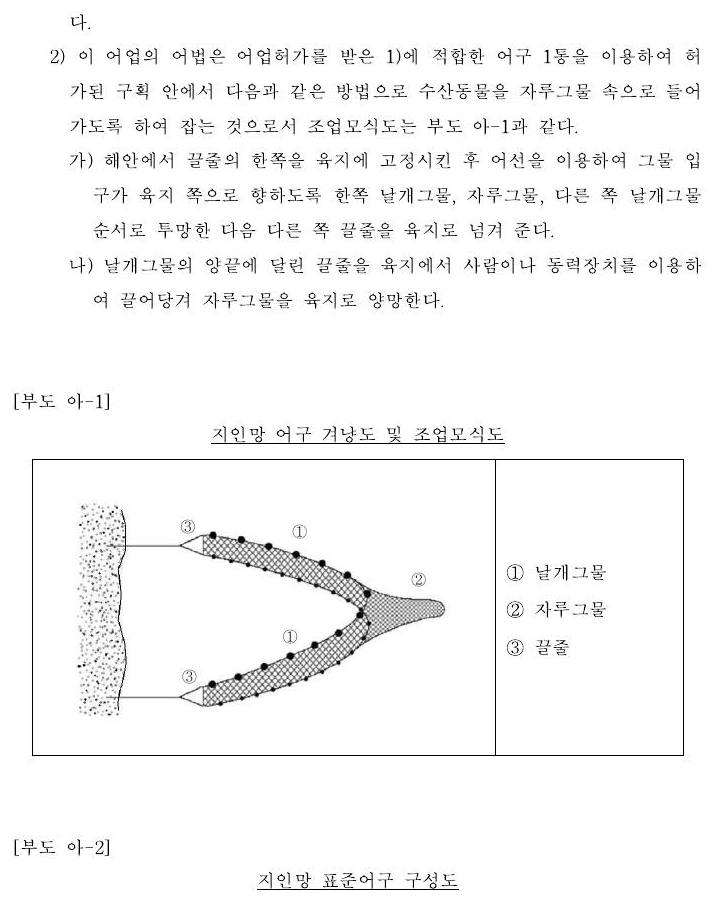 다.
2) 이 어업의 어법은 어업허가를 받은 1)에 적합한 어구 1통을 이용하여 허
가된 구획 안에서 다음과 같은 방법으로 수산동물을 자루그물 속으로 들어
가도록 하여 잡는 것으로서 조업모식도는 부도 아-1과 같다.
가) 해안에서 끌줄의 한쪽을 육지에 고정시킨 후 어선을 이용하여 그물 입
구가 육지 쪽으로 향하도록 한쪽 날개그물, 자루그물, 다른 쪽 날개그물
순서로 투망한 다음 다른 쪽 끌줄을 육지로 넘겨 준다.
나) 날개그물의 양끝에 달린 끌줄을 육지에서 사람이나 동력장치를 이용하
여 끌어당겨 자루그물을 육지로 양망한다.
[부도 아-1]
지인망 어구 겨냥도 및 조업모식도
③
①
②
①
③
① 날개그물
② 자루그물
③ 끌줄
[부도 아-2]
지인망 표준어구 구성도